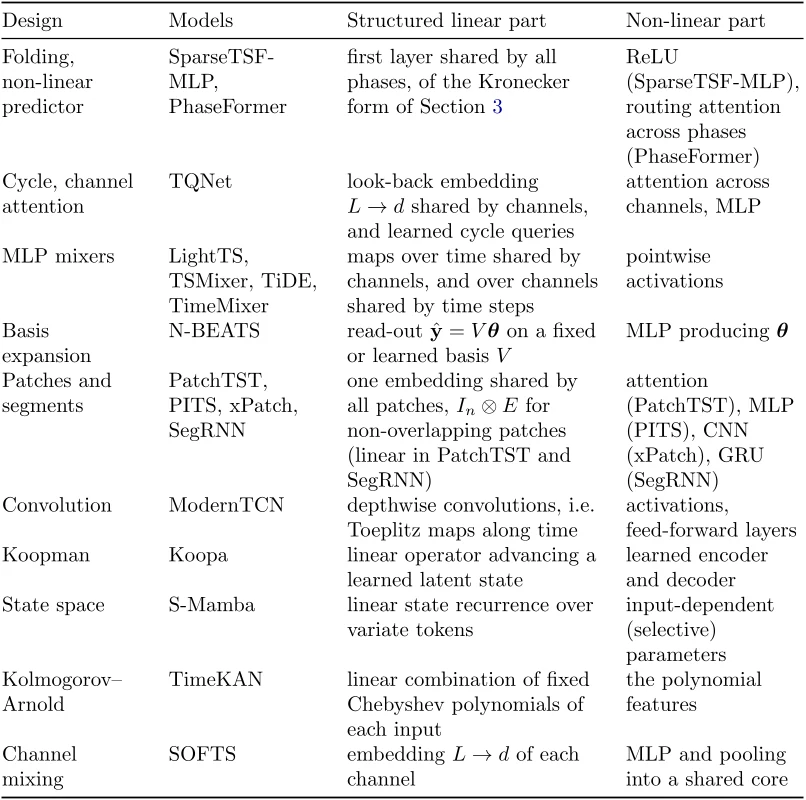 Design Models Structured linear part Non-linear part
Folding, SparseTSF- first layer shared by all ReLU
non-linear MLP, phases, of the Kronecker (SparseTSF-MLP),
predictor PhaseFormer form of Section 3 routing attention
across phases
(PhaseFormer)
Cycle, channel TQNet look-back embedding attention across
attention L → d shared by channels, channels, MLP
and learned cycle queries
MLP mixers LightTS, maps over time shared by pointwise
TSMixer, TiDE, channels, and over channels activations
TimeMixer shared by time steps
Basis N-BEATS read-out ŷ = Vθ on a fixed MLP producing θ
expansion or learned basis V
Patches and PatchTST, one embedding shared by attention
segments PITS, xPatch, all patches, Iₙ ⊗ E for (PatchTST), MLP
SegRNN non-overlapping patches (PITS), CNN
(linear in PatchTST and (xPatch), GRU
SegRNN) (SegRNN)
Convolution ModernTCN depthwise convolutions, i.e. activations,
Toeplitz maps along time feed-forward layers
Koopman Koopa linear operator advancing a learned encoder
learned latent state and decoder
State space S-Mamba linear state recurrence over input-dependent
variate tokens (selective)
parameters
Kolmogorov– TimeKAN linear combination of fixed the polynomial
Arnold Chebyshev polynomials of features
each input
Channel SOFTS embedding L → d of each MLP and pooling
mixing channel into a shared core